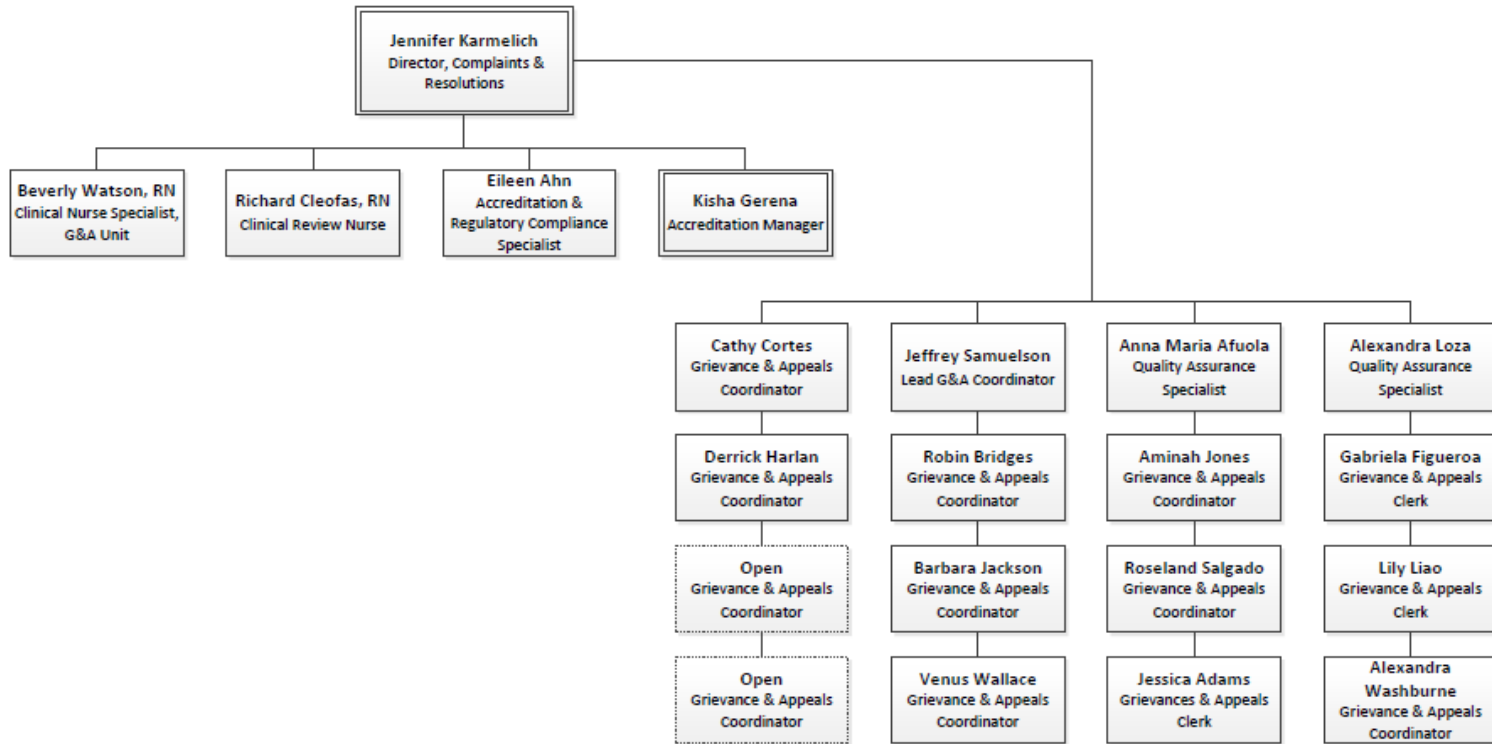 Jennifer Karmelich
Director, Complaints &
Resolutions
Beverly Watson, RN
Clinical Nurse Specialist,
G&A Unit
Richard Cleofas, RN
Clinical Review Nurse
Eileen Ahn
Accreditation &
Regulatory Compliance
Specialist
Kisha Gerena
Accreditation Manager
Cathy Cortes
Grievance & Appeals
Coordinator
Jeffrey Samuelson
Lead G&A Coordinator
Anna Maria Afuola
Quality Assurance
Specialist
Alexandra Loza
Quality Assurance
Specialist
Derrick Harlan
Grievance & Appeals
Coordinator
Robin Bridges
Grievance & Appeals
Coordinator
Aminah Jones
Grievance & Appeals
Coordinator
Gabriela Figueroa
Grievance & Appeals
Clerk
Open
Grievance & Appeals
Coordinator
Barbara Jackson
Grievance & Appeals
Coordinator
Roseland Salgado
Grievance & Appeals
Coordinator
Lily Liao
Grievance & Appeals
Clerk
Open
Grievance & Appeals
Coordinator
Venus Wallace
Grievance & Appeals
Coordinator
Jessica Adams
Grievances & Appeals
Clerk
Alexandra
Washburne
Grievance & Appeals
Coordinator